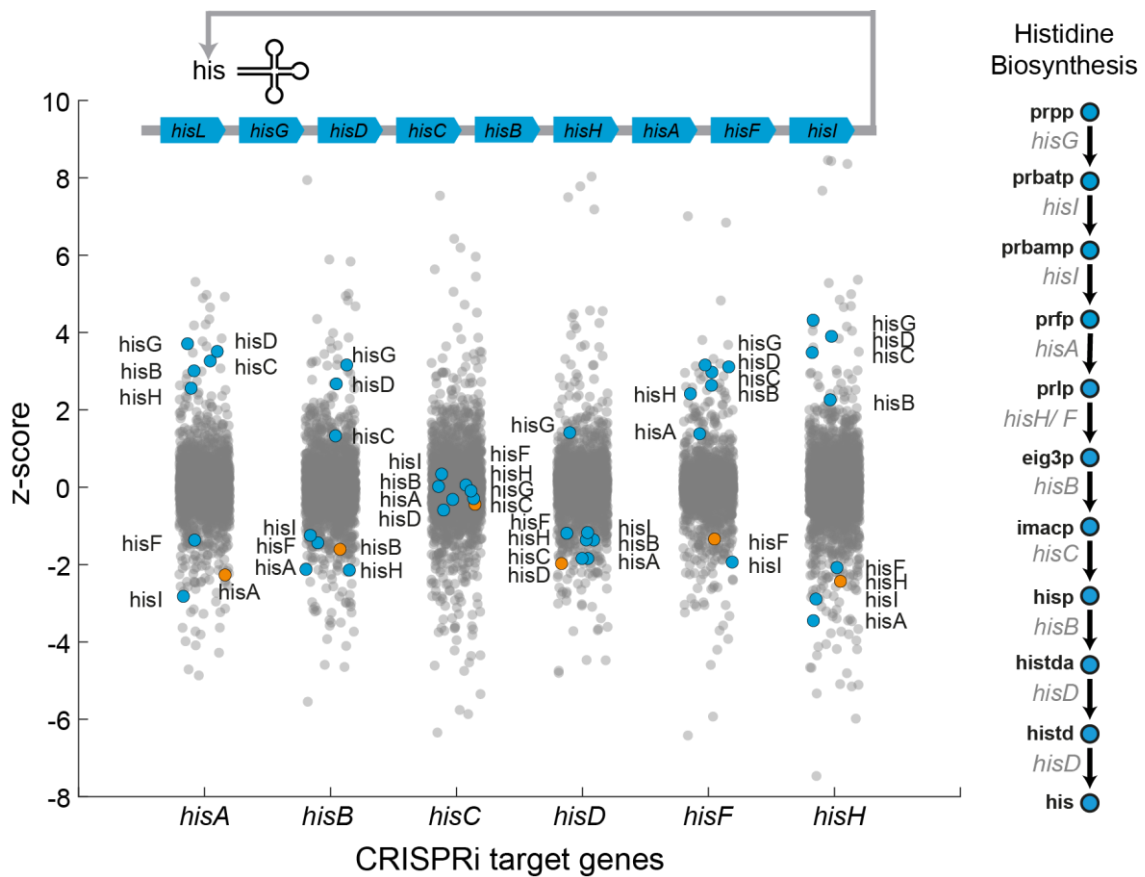 his
hisL hisG hisD hisC hisB hisH hisA hisF hisI
z-score
10
8
6
4
2
0
-2
-4
-6
-8
hisG
hisB
hisH
hisD
hisC
hisF
hisI
hisA
hisG
hisD
hisC
hisI
hisF
hisA
hisB
hisH
hisI
hisB
hisA
hisD
hisF
hisH
hisG
hisC
hisG
hisF
hisH
hisC
hisD
hisI
hisB
hisA
hisG
hisD
hisC
hisB
hisH
hisA
hisF
hisI
hisG
hisD
hisC
hisB
hisF
hisH
hisI
hisA
hisA hisB hisC hisD hisF hisH
CRISPRi target genes
Histidine
Biosynthesis
prpp
hisG
prbatp
hisI
prbamp
hisI
prfp
hisA
prlp
hisH/ F
eig3p
hisB
imacp
hisC
hisp
hisB
histda
hisD
histd
hisD
his